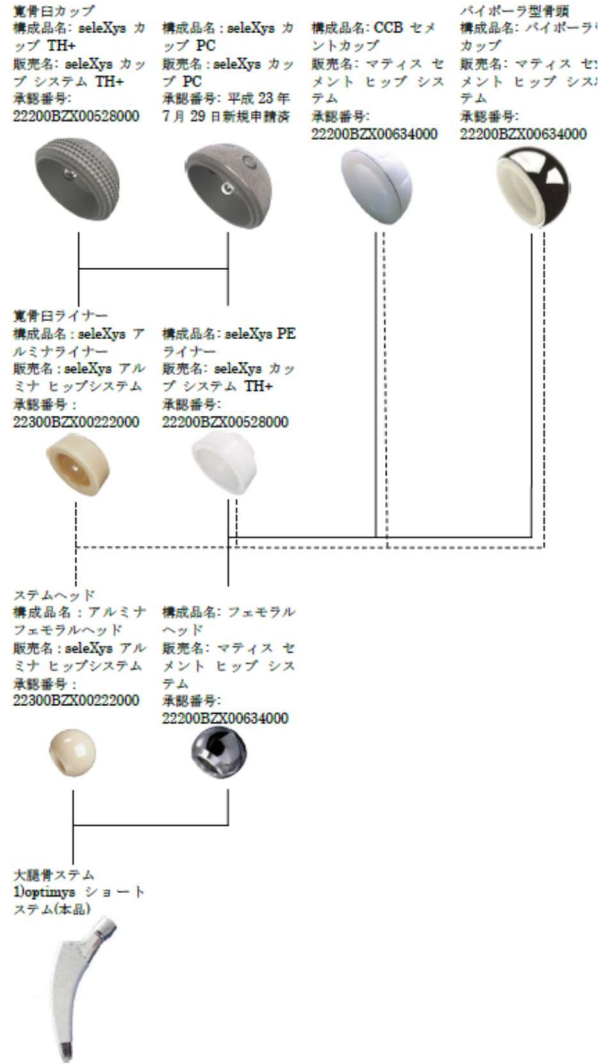 寛骨臼カップ
構成品名: seleXys カ
ップ TH+
販売名: seleXys カッ
プ システム TH+
承認番号:
22200BZX00528000
構成品名: seleXys カ
ップ PC
販売名: seleXys カッ
プ PC
承認番号: 平成 23 年
7 月 29 日新規申請済
構成品名: CCB セメ
ントカップ
販売名: マティス セ
メント ヒップ シス
テム
承認番号:
22200BZX00634000
バイポーラ型骨頭
構成品名: バイポーラ
カップ
販売名: マティス セ
メント ヒップ シス
テム
承認番号:
22200BZX00634000
寛骨臼ライナー
構成品名: seleXys ア
ルミナライナー
販売名: seleXys アル
ミナ ヒップシステム
承認番号:
22300BZX00222000
構成品名: seleXys PE
ライナー
販売名: seleXys カッ
プ システム TH+
承認番号:
22200BZX00528000
ステムヘッド
構成品名: アルミナ
フェモラルヘッド
販売名: seleXys アル
ミナ ヒップシステム
承認番号:
22300BZX00222000
構成品名: フェモラル
ヘッド
販売名: マティス セ
メント ヒップ シス
テム
承認番号:
22200BZX00634000
大腿骨ステム
1)optimys ショート
ステム(本品)